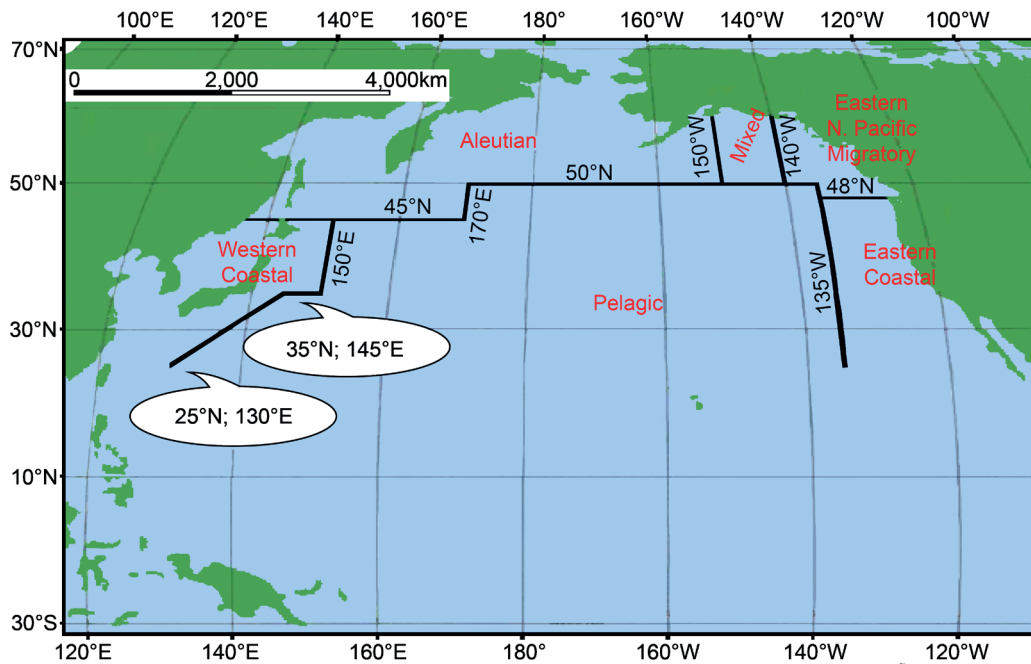 100°E 120°E 140°E 160°E 180° 160°W 140°W 120°W 100°W
70°N
0 2,000 4,000km
Eastern
N. Pacific
Migratory
Aleutian
150°W
Mixed
140°W
50°N
50°N
48°N
45°N
170°E
Western
Coastal
150°E
Eastern
Coastal
135°W
Pelagic
30°N
35°N; 145°E
25°N; 130°E
10°N
30°S
120°E 140°E 160°E 180° 160°W 140°W 120°W